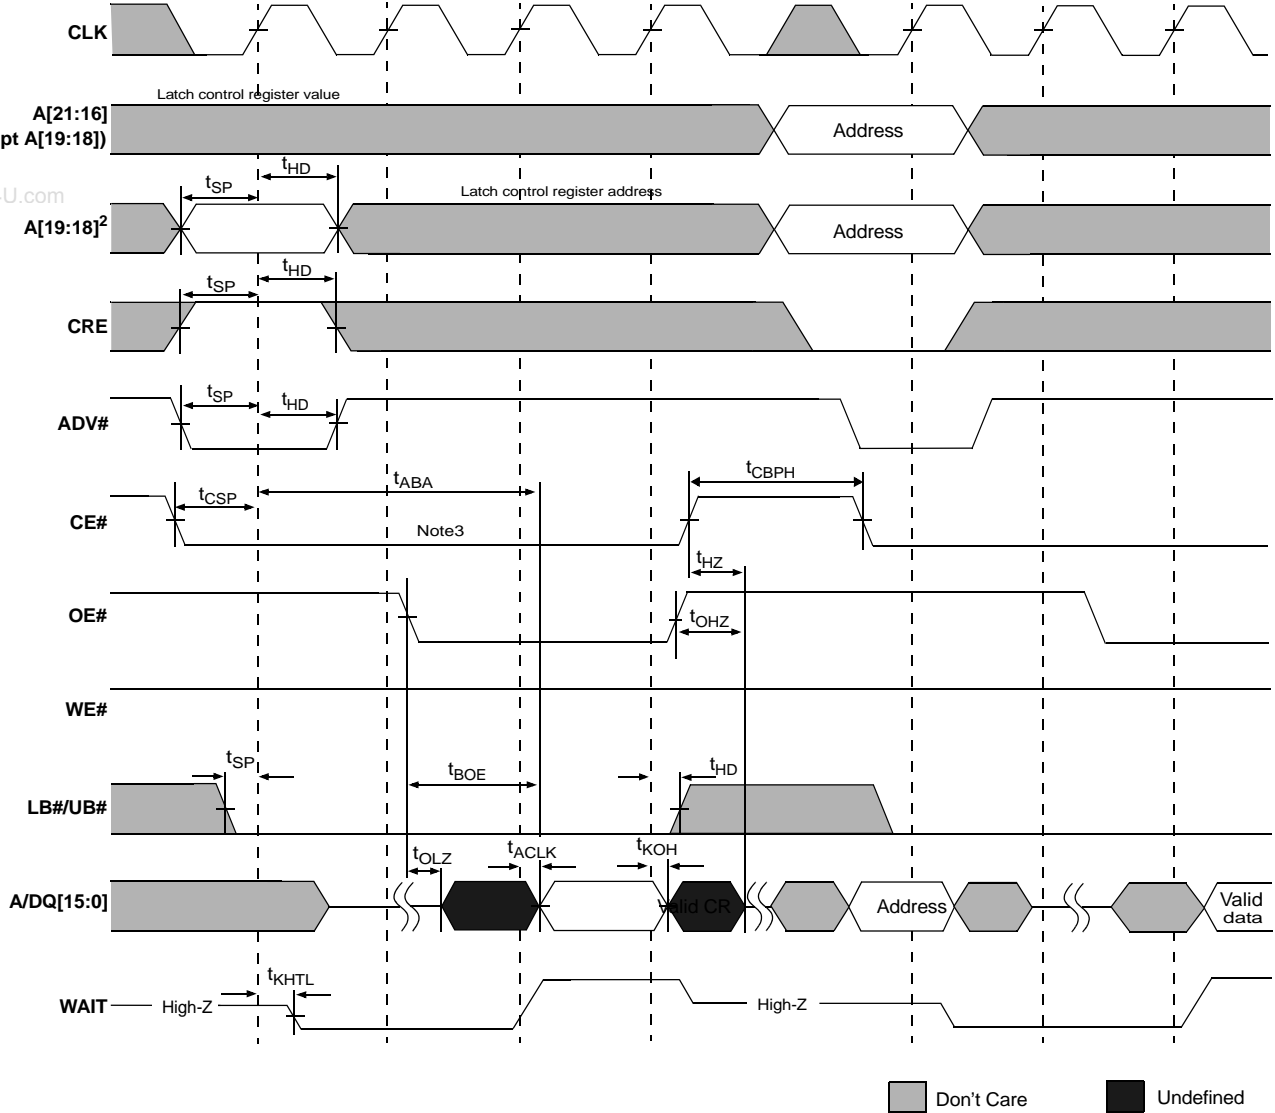 CLK
Latch control register value
A[21:16]
pt A[19:18])
Address
tSP
tHD
Latch control register address
U.com
A[19:18]2
Address
tSP
tHD
CRE
tSP
tHD
ADV#
tCSP
tABA
tCBPH
CE#
Note3
tHZ
OE#
tOHZ
WE#
tSP
tBOE
tHD
LB#/UB#
tOLZ
tACLK
tKOH
A/DQ[15:0]
Valid CR
Address
Valid
data
tKHTL
WAIT
High-Z
High-Z
Don't Care
Undefined